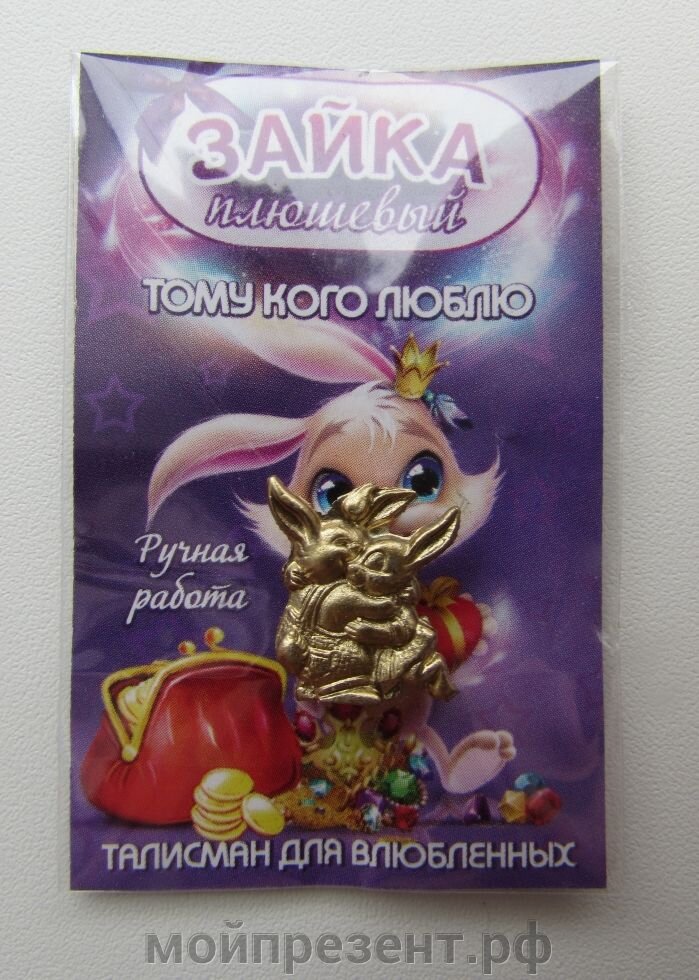 ЗАЙКА
плюшевый
ТОМУ КОГО ЛЮБЛЮ
Ручная
работа
ТАЛИСМАН ДЛЯ ВЛЮБЛЕННЫХ
мойпрезент.рф